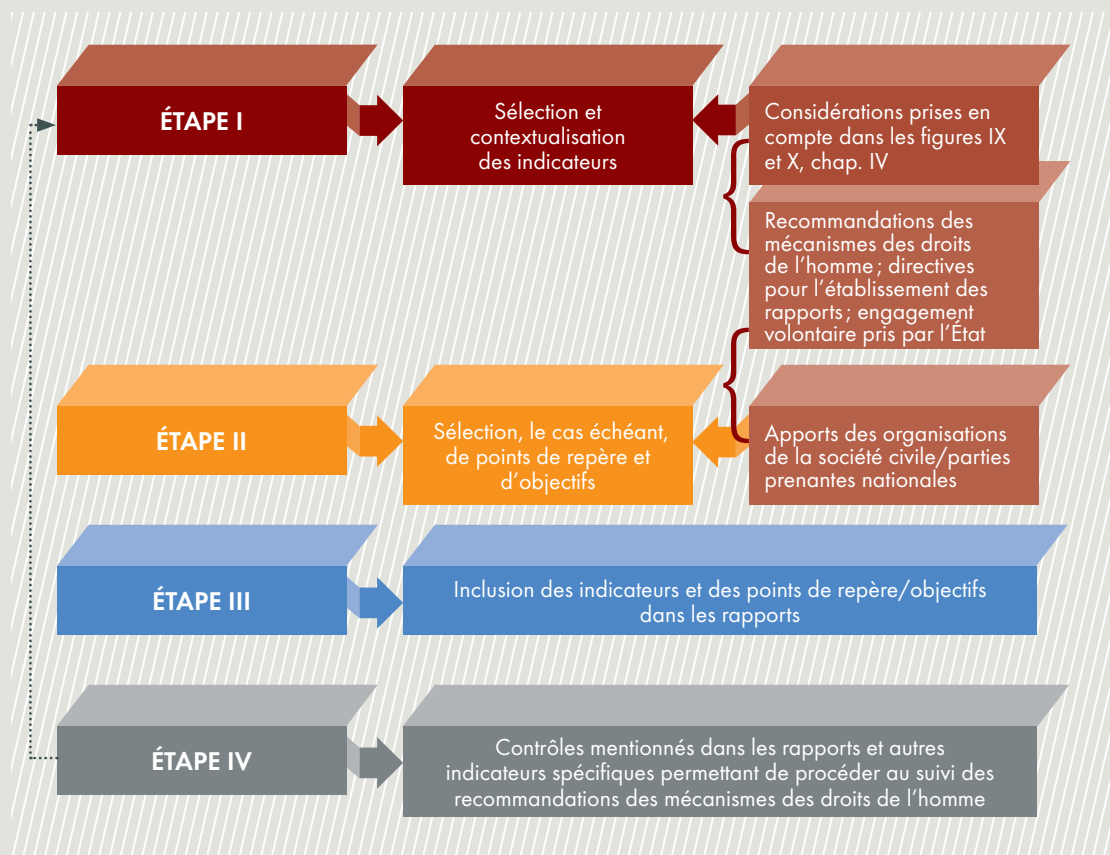 ÉTAPE I
Sélection et
contextualisation
des indicateurs
Considérations prises en
compte dans les figures IX
et X, chap. IV
Recommandations des
mécanismes des droits
de l’homme ; directives
pour l’établissement des
rapports ; engagement
volontaire pris par l’État
ÉTAPE II
Sélection, le cas échéant,
de points de repère et
d’objectifs
Apports des organisations
de la société civile/parties
prenantes nationales
ÉTAPE III
Inclusion des indicateurs et des points de repère/objectifs
dans les rapports
ÉTAPE IV
Contrôles mentionnés dans les rapports et autres
indicateurs spécifiques permettant de procéder au suivi des
recommandations des mécanismes des droits de l’homme